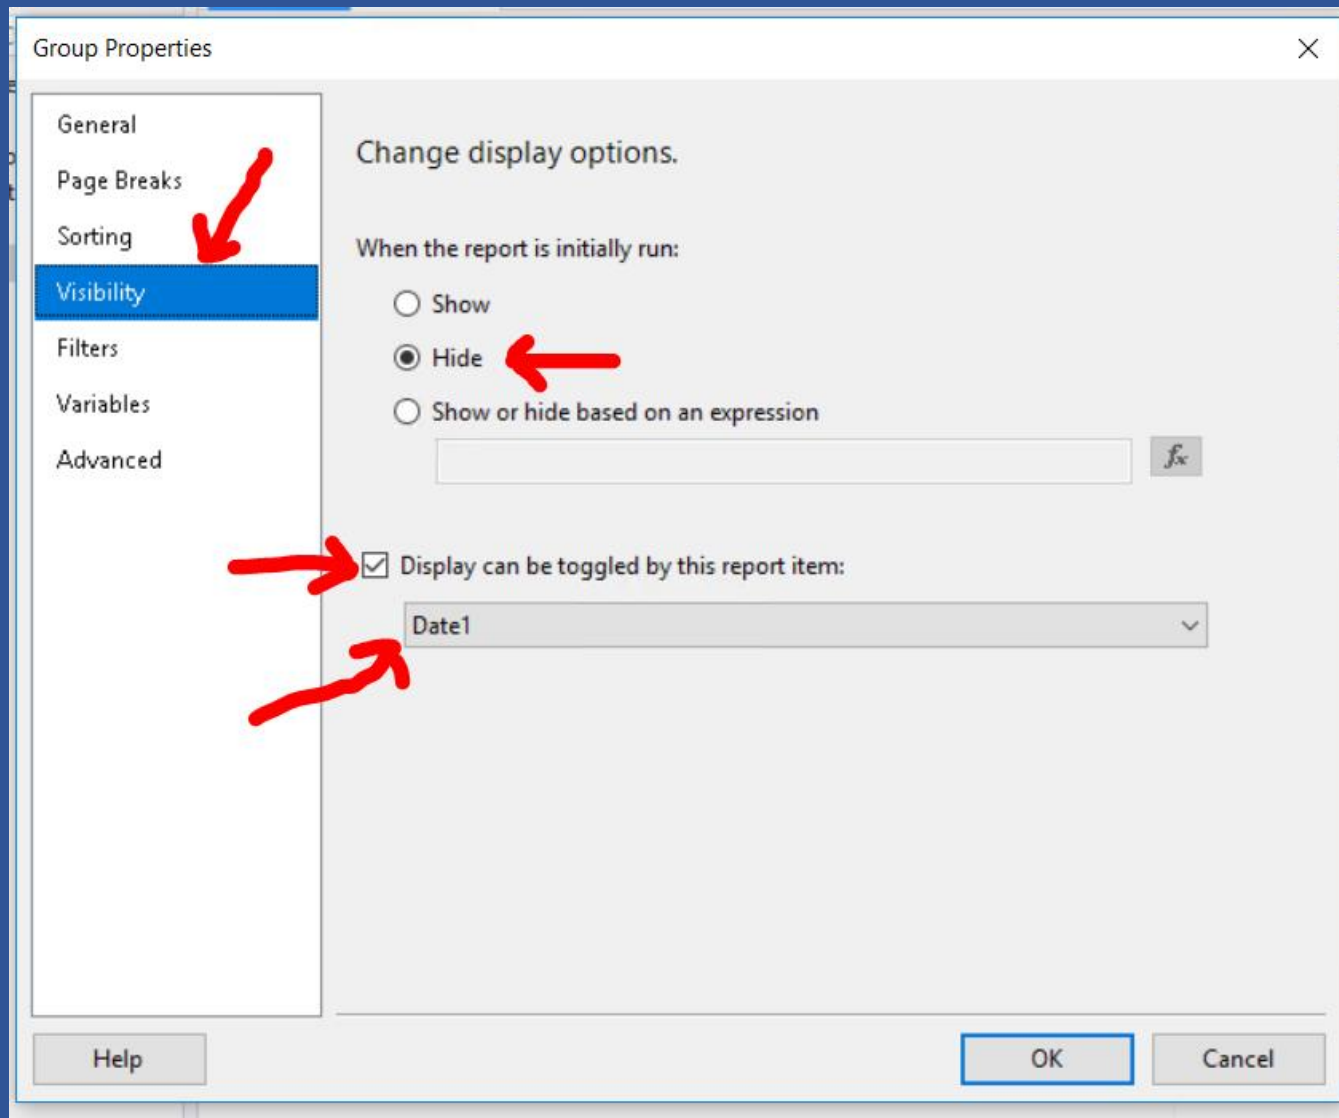 Group Properties
General
Page Breaks
Sorting
Visibility
Filters
Variables
Advanced
Change display options.
When the report is initially run:
Show
Hide
Show or hide based on an expression
fx
Display can be toggled by this report item:
Date1
Help
OK
Cancel